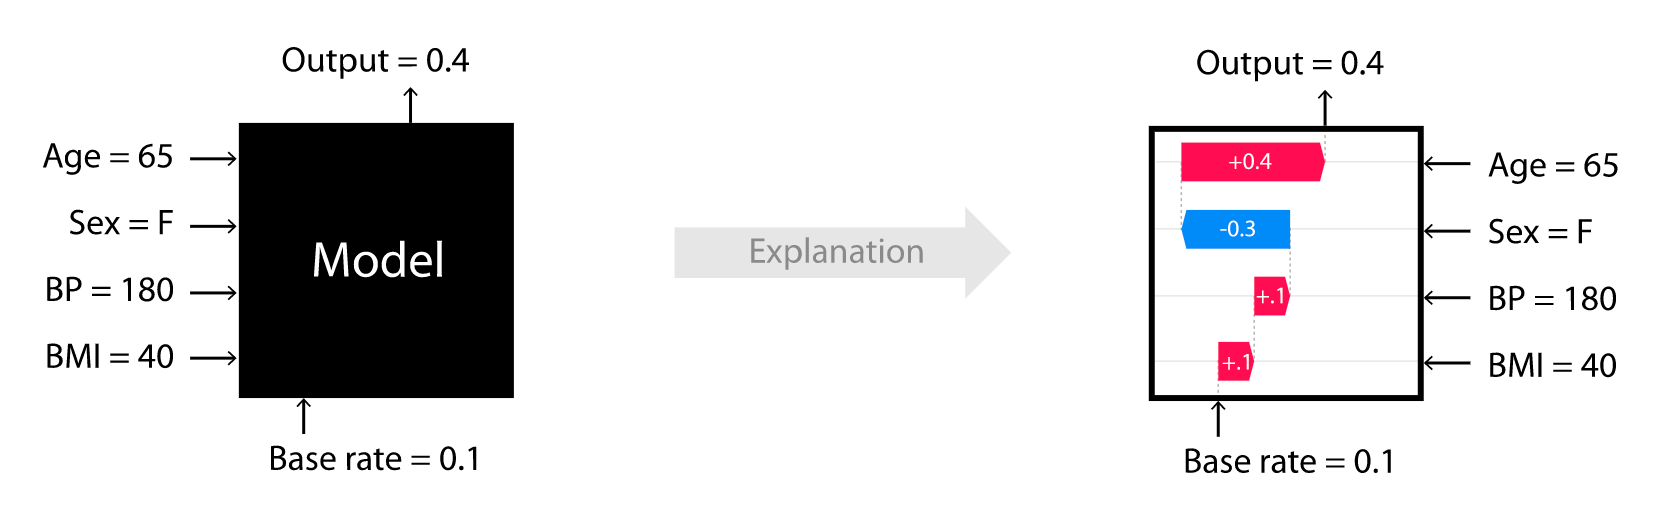 Output = 0.4
Age = 65
Sex = F
BP = 180
BMI = 40
Model
Base rate = 0.1
Explanation
Output = 0.4
+0.4
Age = 65
-0.3
Sex = F
+.1
BP = 180
+.1
BMI = 40
Base rate = 0.1